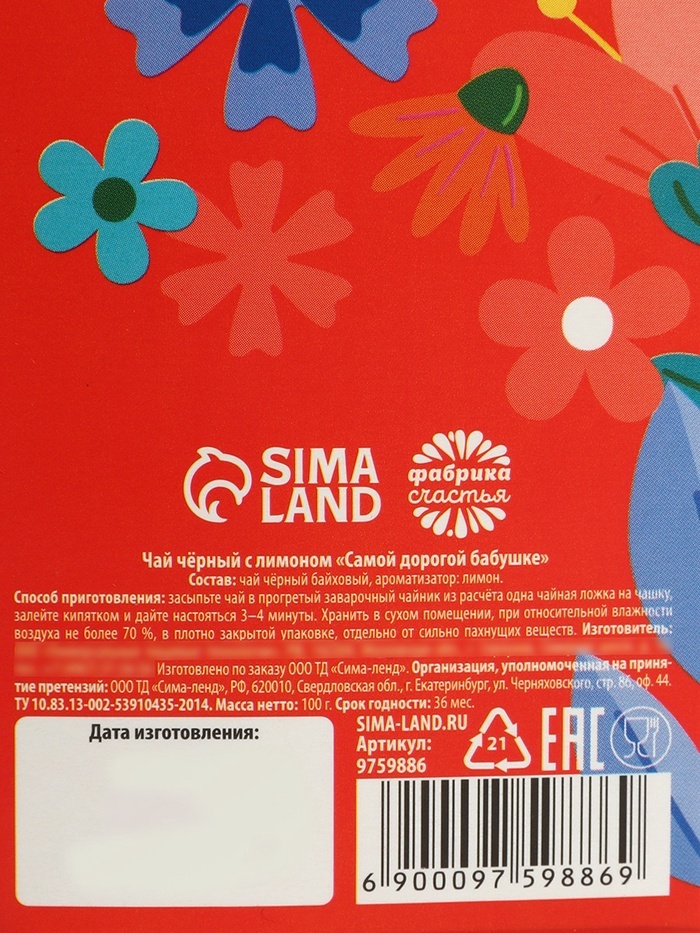 SIMA
LAND
фабрика
счастья
Чай чёрный с лимоном «Самой дорогой бабушке»
Состав: чай чёрный байховый, ароматизатор: лимон.
Способ приготовления: засыпьте чай в прогретый заварочный чайник из расчёта одна чайная ложка на чашку,
залейте кипятком и дайте настояться 3–4 минуты. Хранить в сухом помещении, при относительной влажности
воздуха не более 70 %, в плотно закрытой упаковке, отдельно от сильно пахнущих веществ. Изготовитель:
Изготовлено по заказу ООО ТД «Сима-ленд». Организация, уполномоченная на приня-
тие претензий: ООО ТД «Сима-ленд», РФ, 620010, Свердловская обл., г. Екатеринбург, ул. Черняховского, стр. 86, оф. 44.
ТУ 10.83.13-002-53910435-2014. Масса нетто: 100 г. Срок годности: 36 мес.
Дата изготовления:
SIMA-LAND.RU
Артикул:
9759886
21
EAC
6 900097 598869